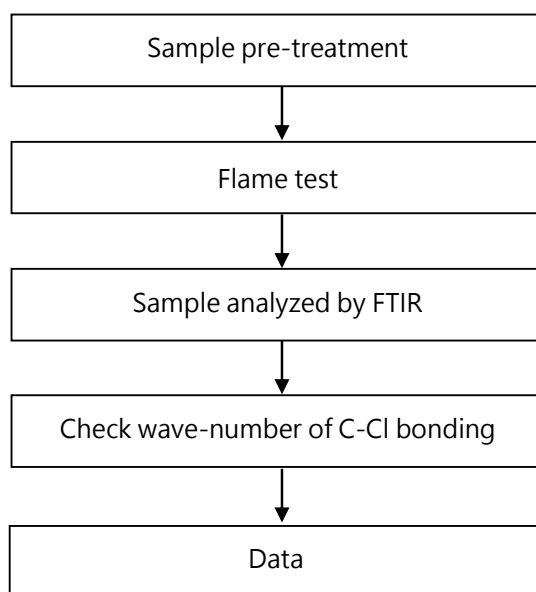 Sample pre-treatment
Flame test
Sample analyzed by FTIR
Check wave-number of C-Cl bonding
Data